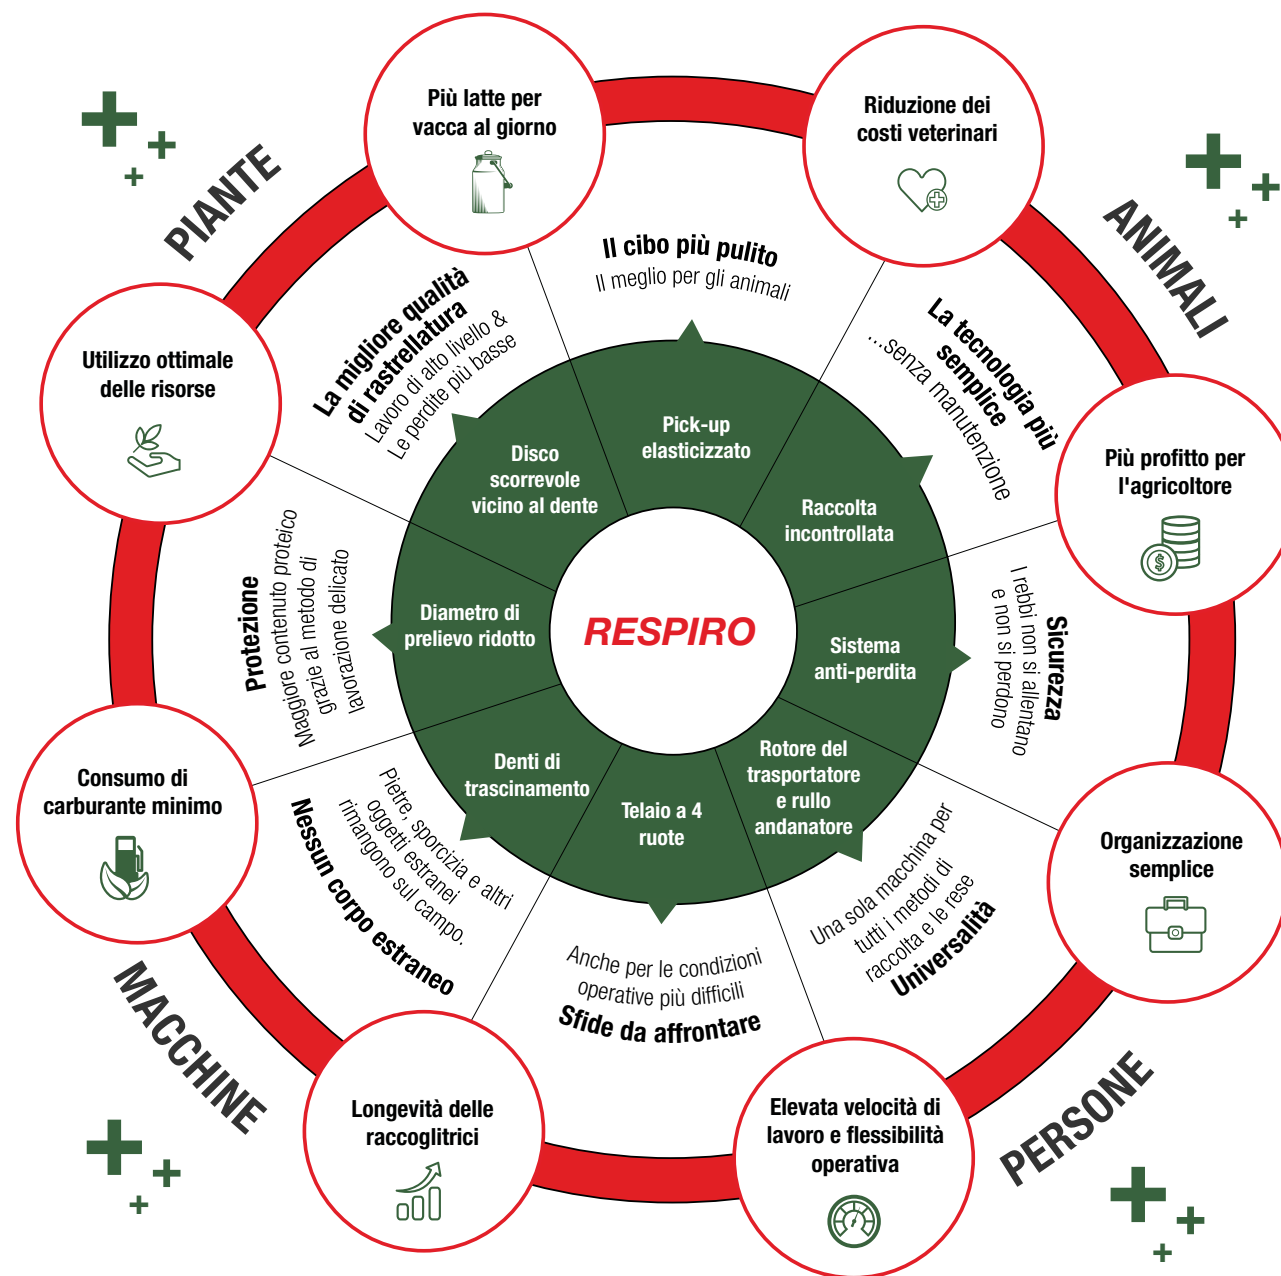 Più latte per
vacca al giorno
Riduzione dei
costi veterinari
PIANTE
ANIMALI
Il cibo più pulito
Il meglio per gli animali
La migliore qualità
di rastrellatura
Lavoro di alto livello &
Le perdite più basse
La tecnologia più
semplice
...senza manutenzione
Utilizzo ottimale
delle risorse
Più profitto per
l'agricoltore
$
Pick-up
elasticizzato
Disco
scorrevole
vicino al dente
Raccolta
incontrollata
Protezione
Maggiore contenuto proteico
grazie al metodo di
lavorazione delicato
Diametro di
prelievo ridotto
RESPIRO
Sistema
anti-perdita
Sicurezza
I rebbi non si allentano
e non si perdono
Denti di
trascinamento
Telaio a 4
ruote
Rotore del
trasportatore
e rullo
andanatore
Consumo di
carburante minimo
Pietre, sporcizia e altri
oggetti estranei
rimangono sul campo.
Nessun corpo estraneo
Anche per le condizioni
operative più difficili
Sfide da affrontare
Una sola macchina per
tutti i metodi di
raccolta e le rese
Universalità
Organizzazione
semplice
MACCHINE
PERSONE
Longevità delle
raccoglitrici
Elevata velocità di
lavoro e flessibilità
operativa